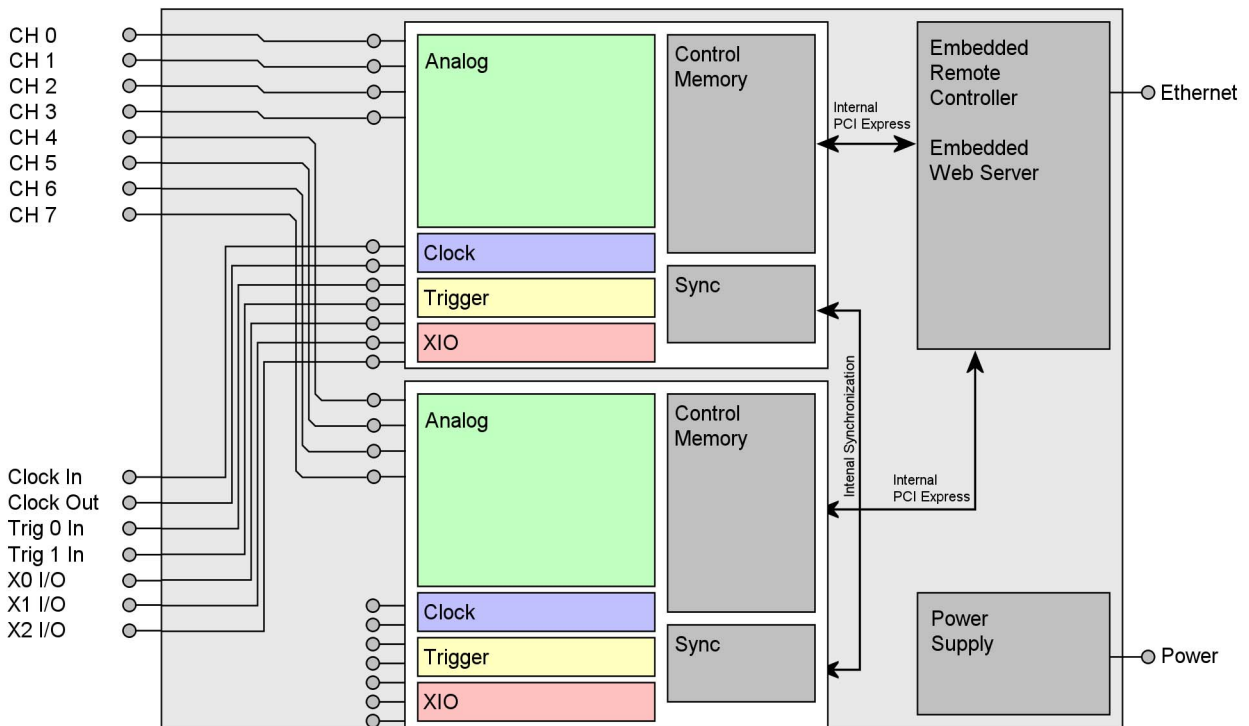 CH 0
CH 1
CH 2
CH 3
CH 4
CH 5
CH 6
CH 7
Clock In
Clock Out
Trig 0 In
Trig 1 In
X0 I/O
X1 I/O
X2 I/O
Analog
Control
Memory
Clock
Trigger
XIO
Sync
Analog
Control
Memory
Clock
Trigger
XIO
Sync
Internal
PCI Express
Intenal Synchronization
Internal
PCI Express
Embedded
Remote
Controller
Embedded
Web Server
Ethernet
Power
Supply
Power